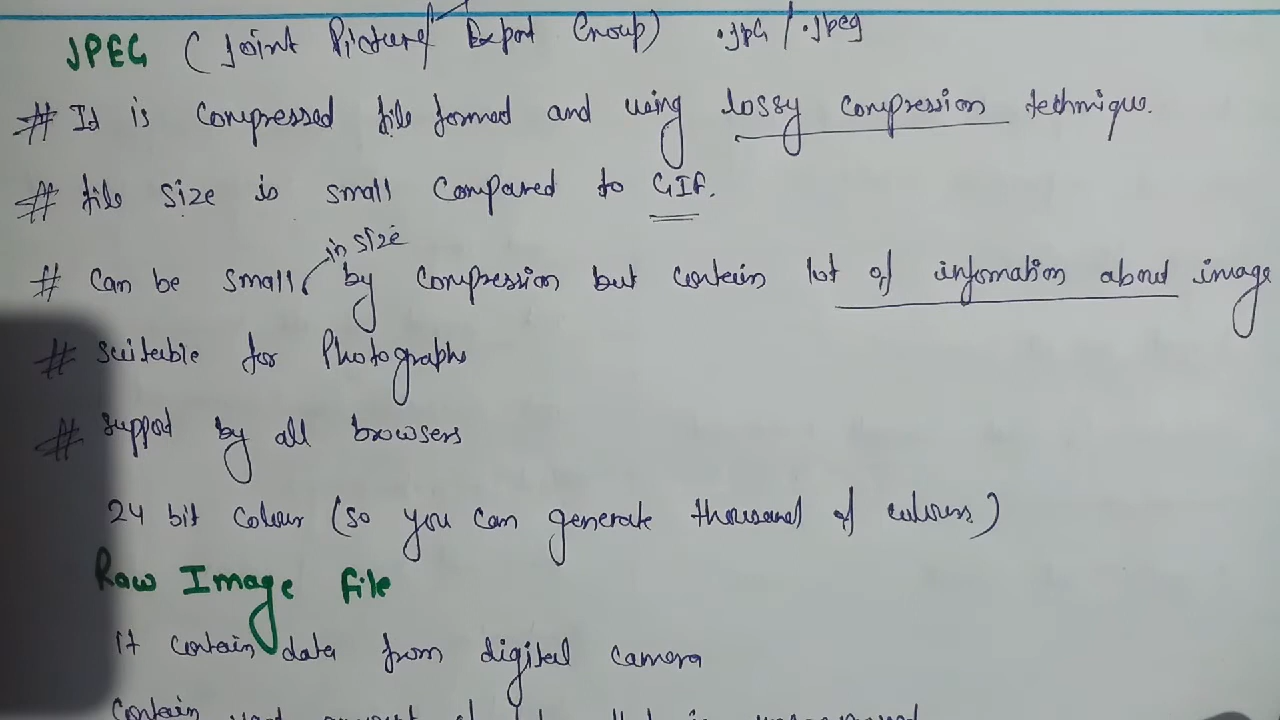 JPEG (Joint Picture/ Expert Group) .jpG / .Jpeg
# It is compressed file format and using lossy compression technique.
# file size is small compared to GIF.
in size
# Can be small by compression but contain lot of information about image
# suitable for Photographs
# support by all browsers
24 bit colour (so you can generate thousand of colours)
Raw Image file
It contain data from digital camera
Contain